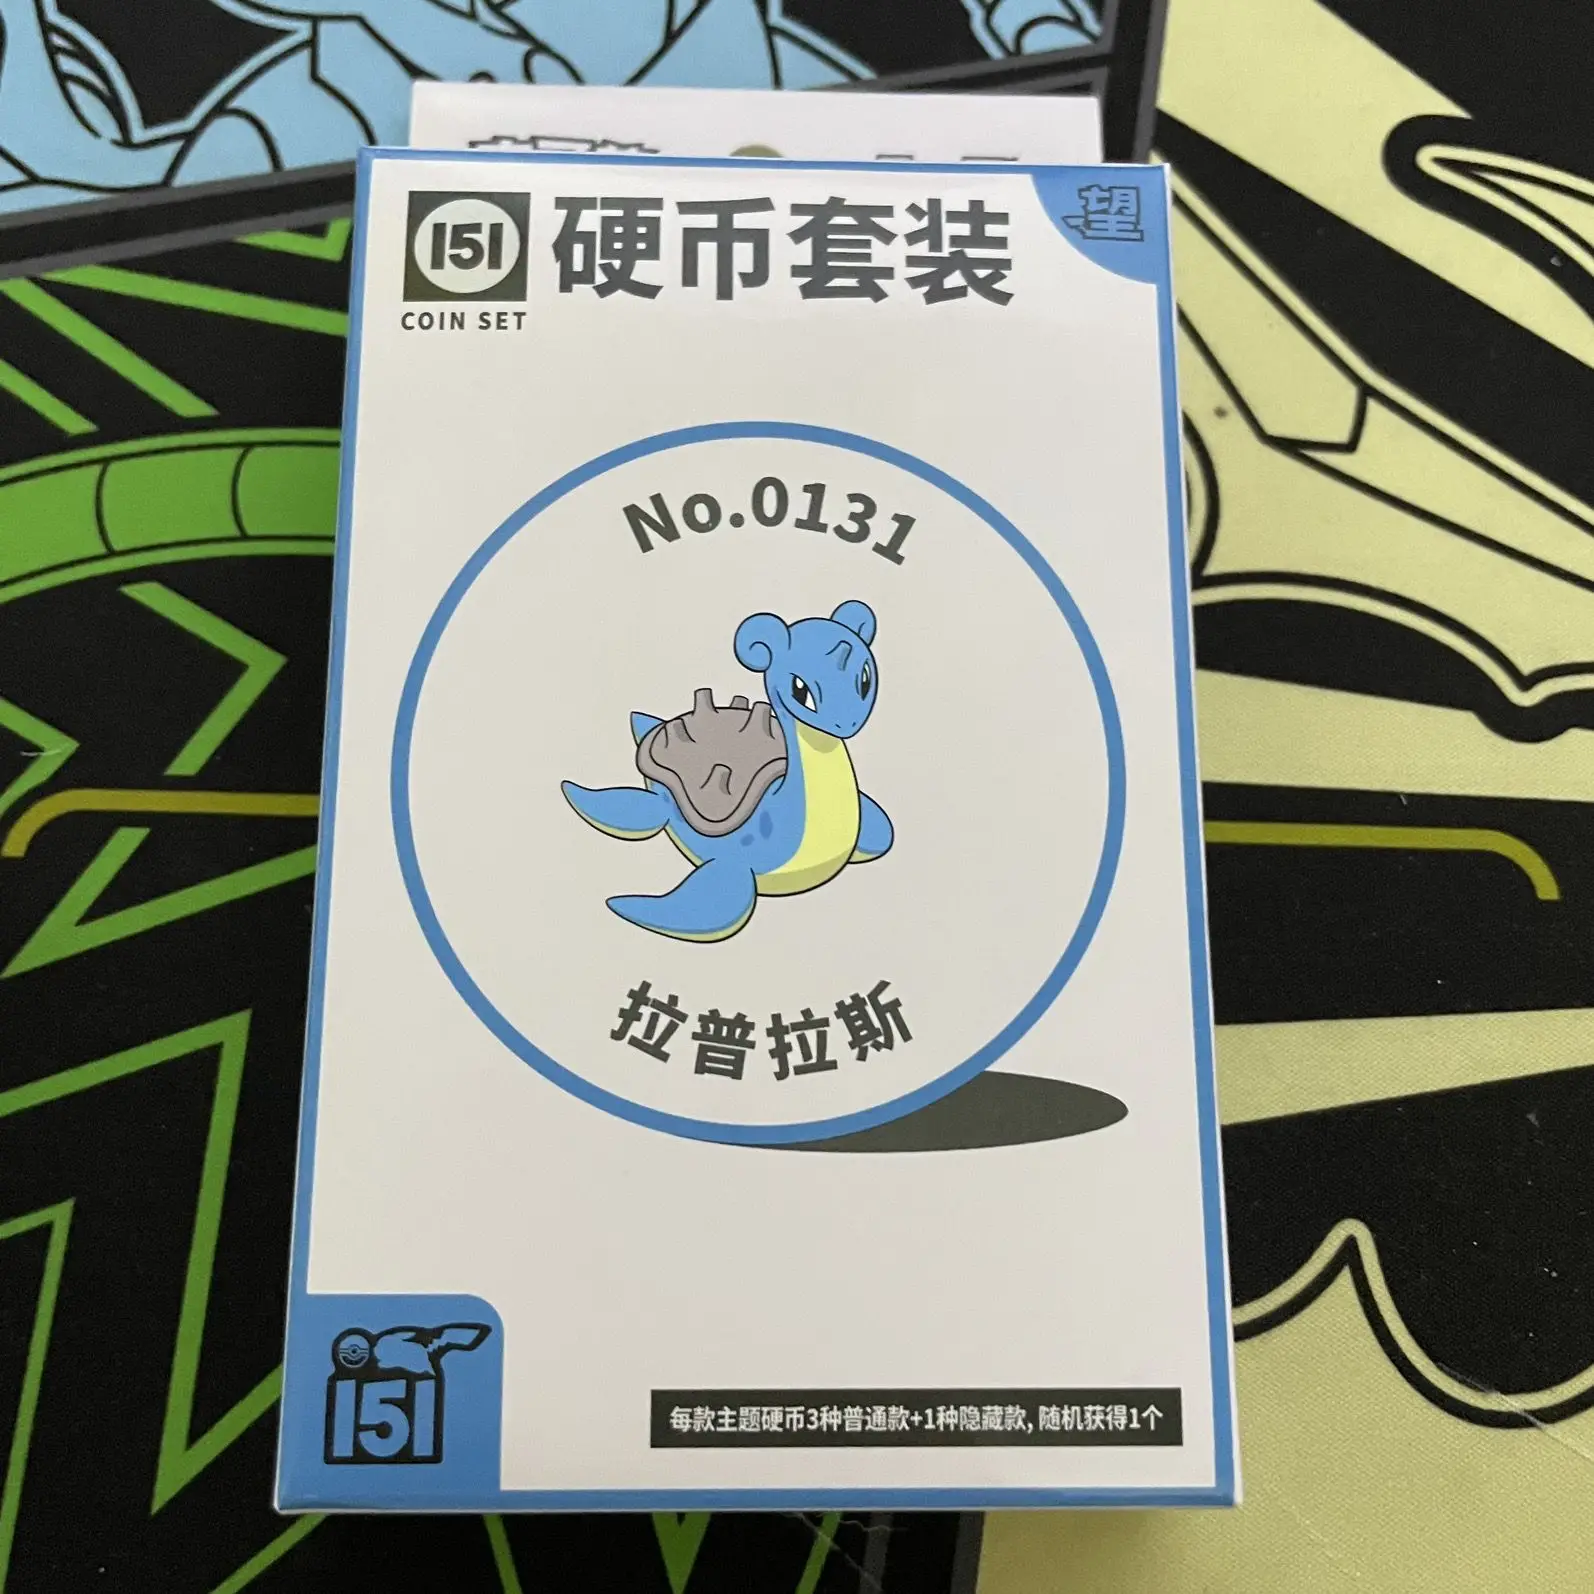 151
硬币套装
望
COIN SET
No.0131
拉普拉斯
151
每款主题硬币3种普通款+1种隐藏款, 随机获得1个